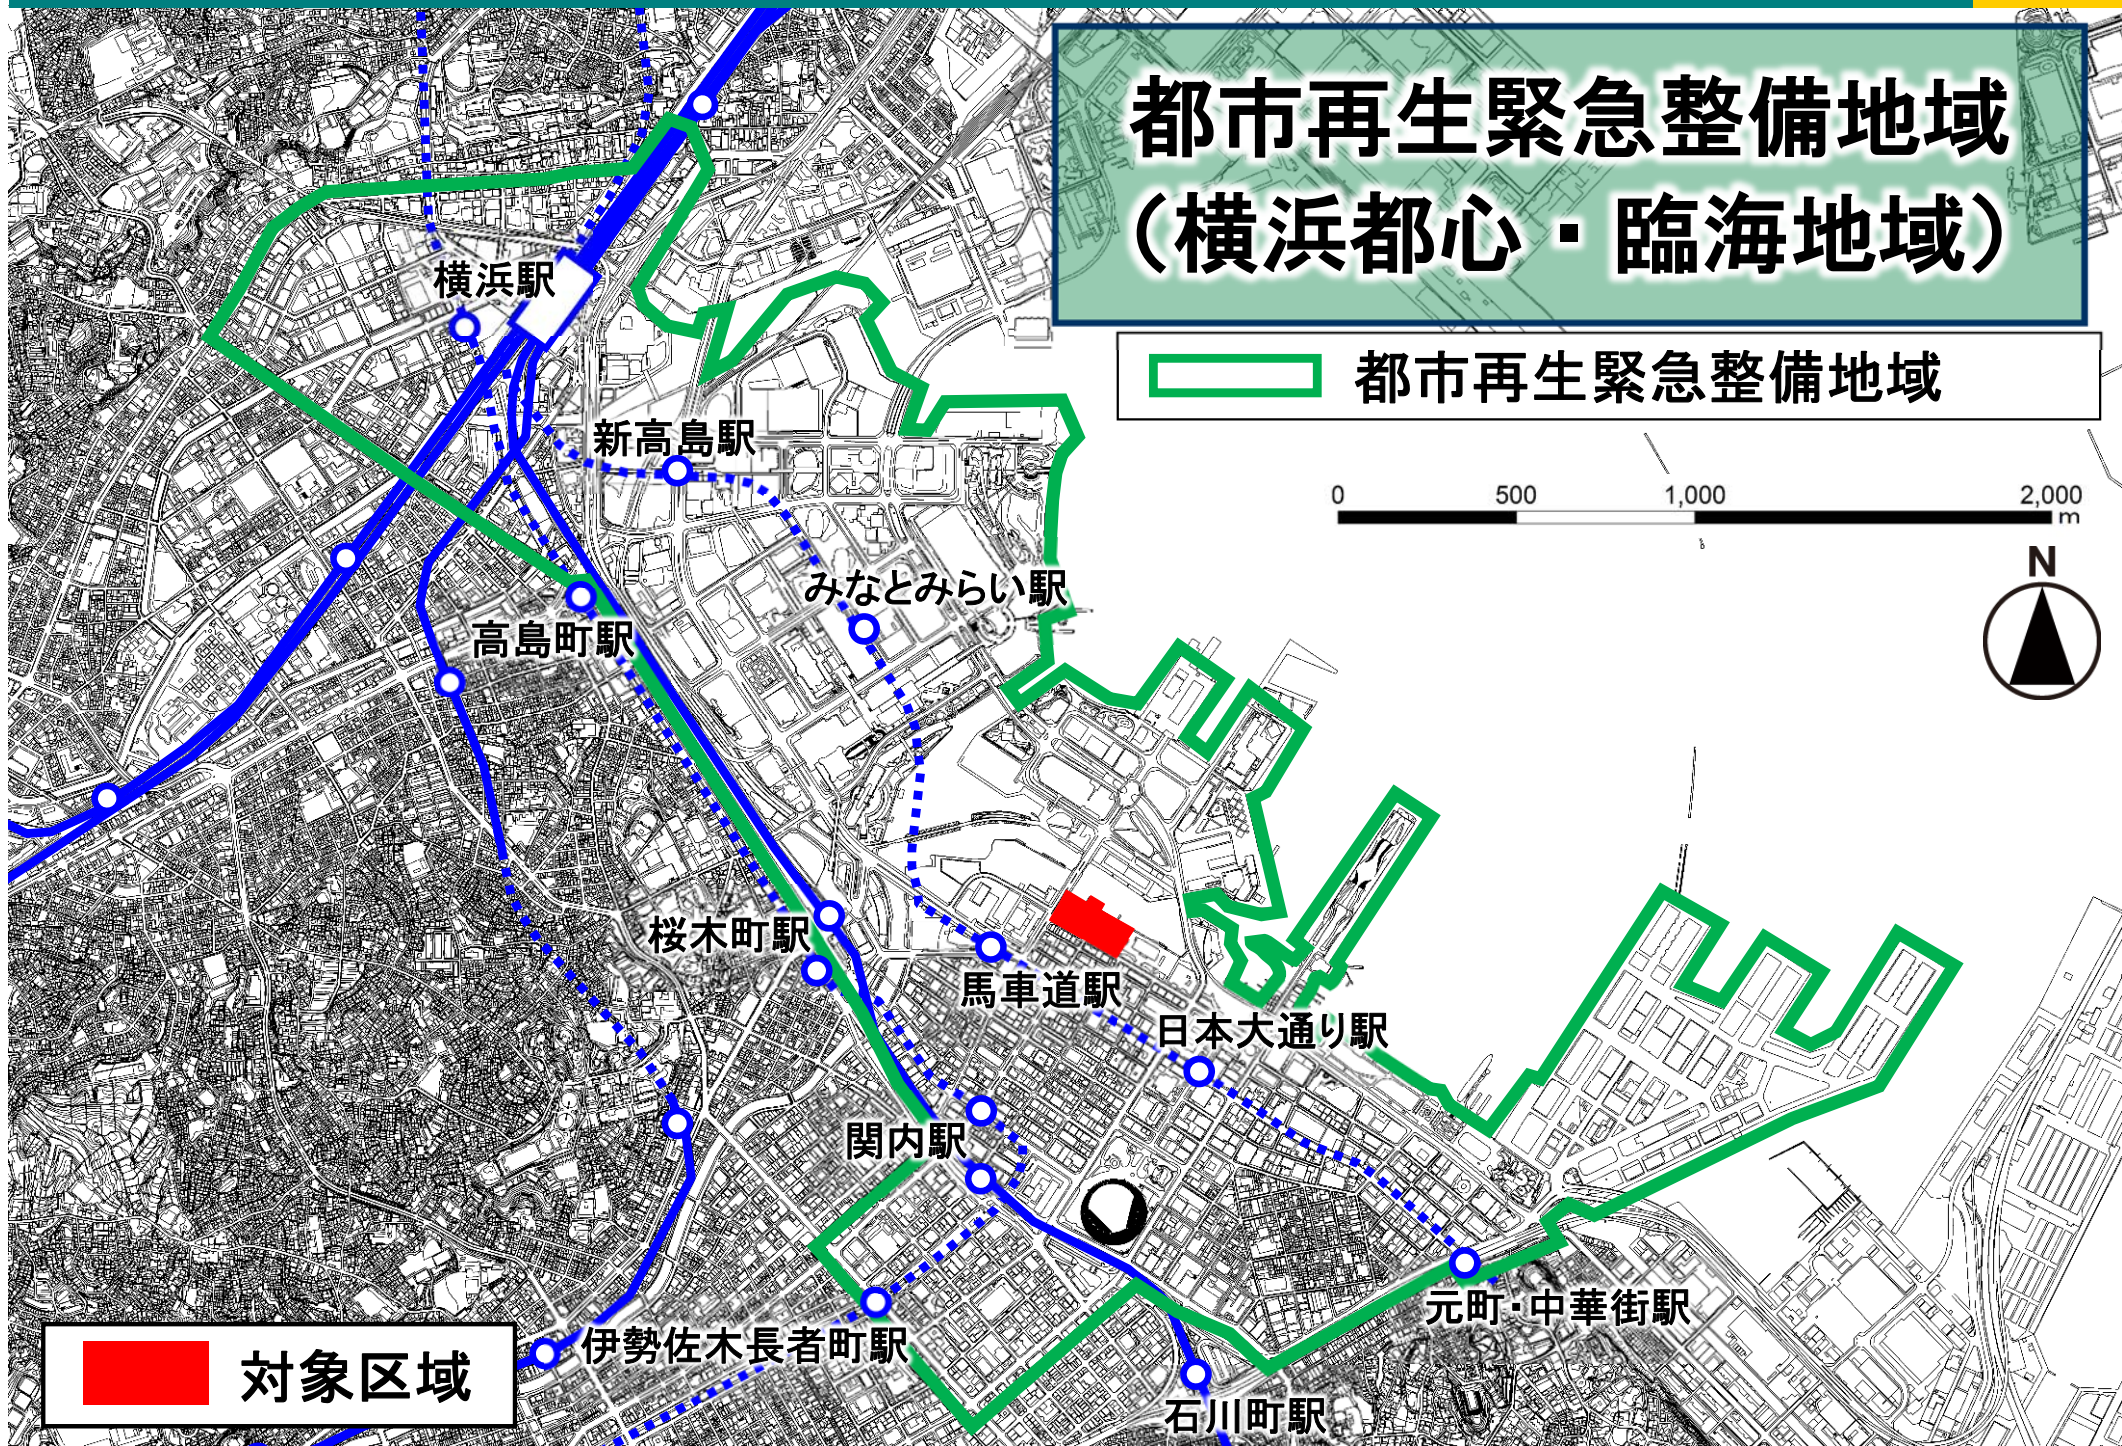 都市再生緊急整備地域
（横浜都心・臨海地域）
都市再生緊急整備地域
0 500 1,000 2,000
m
N
横浜駅
新高島駅
みなとみらい駅
高島町駅
桜木町駅
馬車道駅
日本大通り駅
関内駅
元町・中華街駅
伊勢佐木長者町駅
石川町駅
対象区域